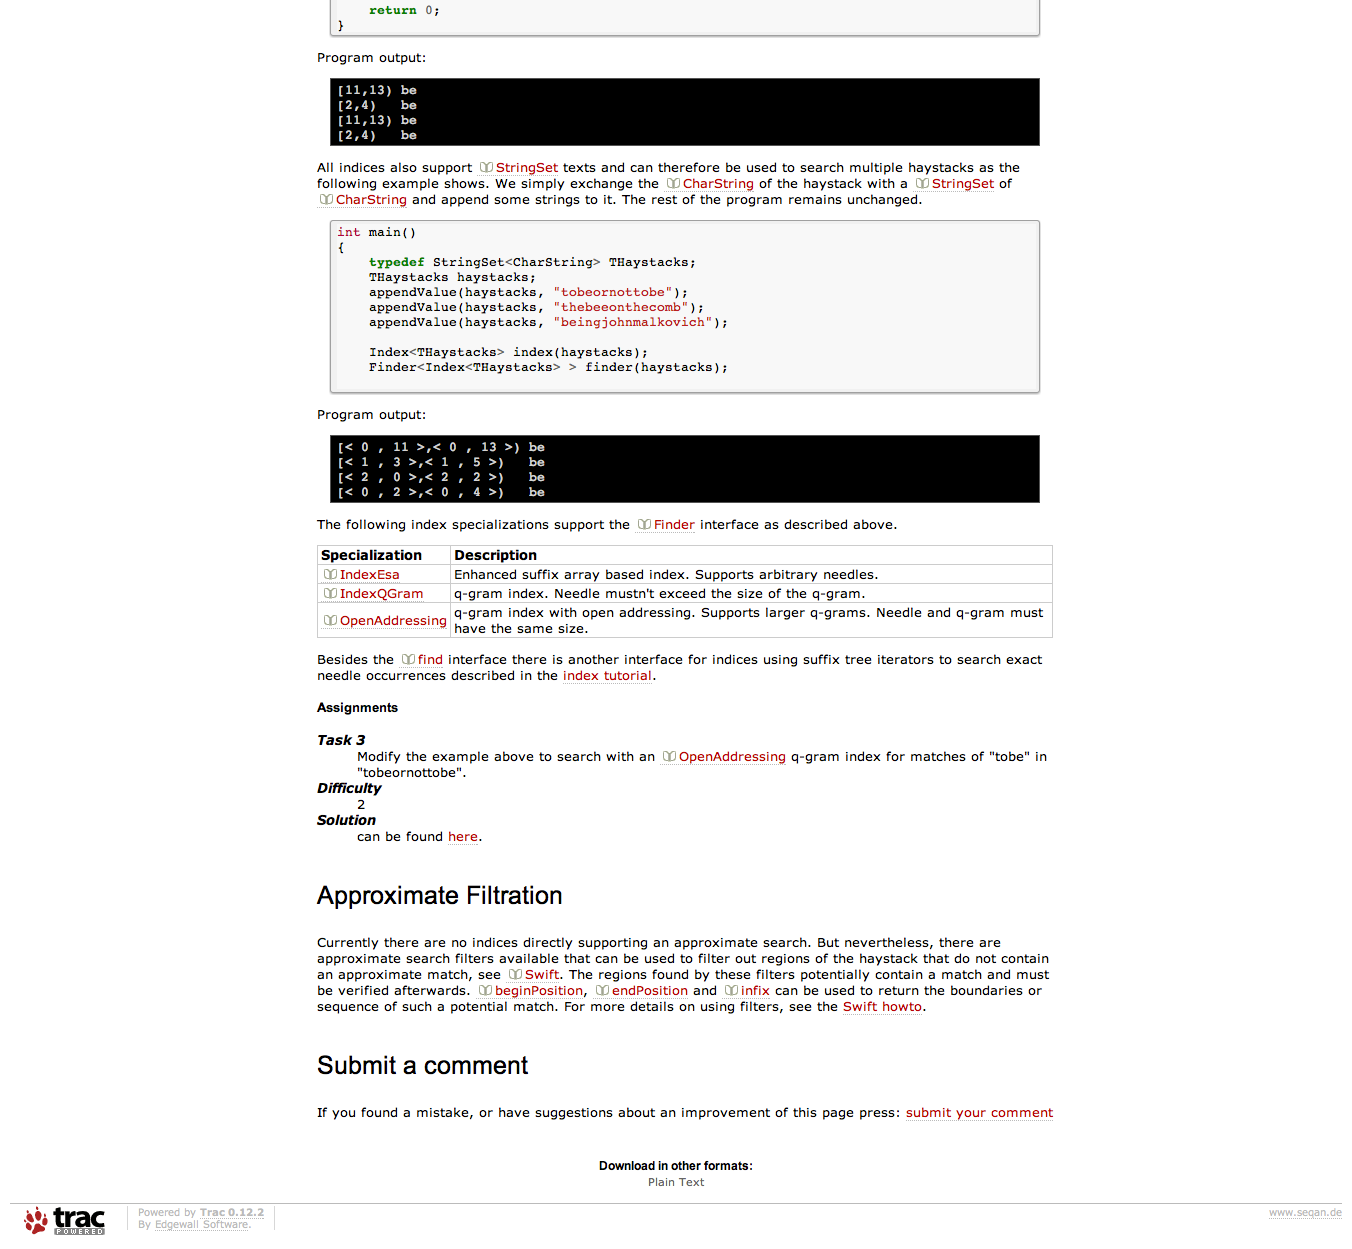 return 0;
}
Program output:
[11,13) be
[2,4)   be
[11,13) be
[2,4)   be
All indices also support StringSet texts and can therefore be used to search multiple haystacks as the
following example shows. We simply exchange the CharString of the haystack with a StringSet of
CharString and append some strings to it. The rest of the program remains unchanged.
int main()
{
    typedef StringSet<CharString> THaystacks;
    THaystacks haystacks;
    appendValue(haystacks, "tobeornottobe");
    appendValue(haystacks, "thebeeonthecomb");
    appendValue(haystacks, "beingjohnmalkovich");

    Index<THaystacks> index(haystacks);
    Finder<Index<THaystacks> > finder(haystacks);
Program output:
[< 0 , 11 >,< 0 , 13 >) be
[< 1 , 3 >,< 1 , 5 >)   be
[< 2 , 0 >,< 2 , 2 >)   be
[< 0 , 2 >,< 0 , 4 >)   be
The following index specializations support the Finder interface as described above.
Specialization Description
IndexEsa Enhanced suffix array based index. Supports arbitrary needles.
IndexQGram q-gram index. Needle mustn't exceed the size of the q-gram.
OpenAddressing q-gram index with open addressing. Supports larger q-grams. Needle and q-gram must
have the same size.
Besides the find interface there is another interface for indices using suffix tree iterators to search exact
needle occurrences described in the index tutorial.
Assignments
Task 3
Modify the example above to search with an OpenAddressing q-gram index for matches of "tobe" in
"tobeornottobe".
Difficulty
2
Solution
can be found here.
Approximate Filtration
Currently there are no indices directly supporting an approximate search. But nevertheless, there are
approximate search filters available that can be used to filter out regions of the haystack that do not contain
an approximate match, see Swift. The regions found by these filters potentially contain a match and must
be verified afterwards. beginPosition, endPosition and infix can be used to return the boundaries or
sequence of such a potential match. For more details on using filters, see the Swift howto.
Submit a comment
If you found a mistake, or have suggestions about an improvement of this page press: submit your comment
Download in other formats:
Plain Text
trac
POWERED
Powered by Trac 0.12.2
By Edgewall Software.
www.seqan.de